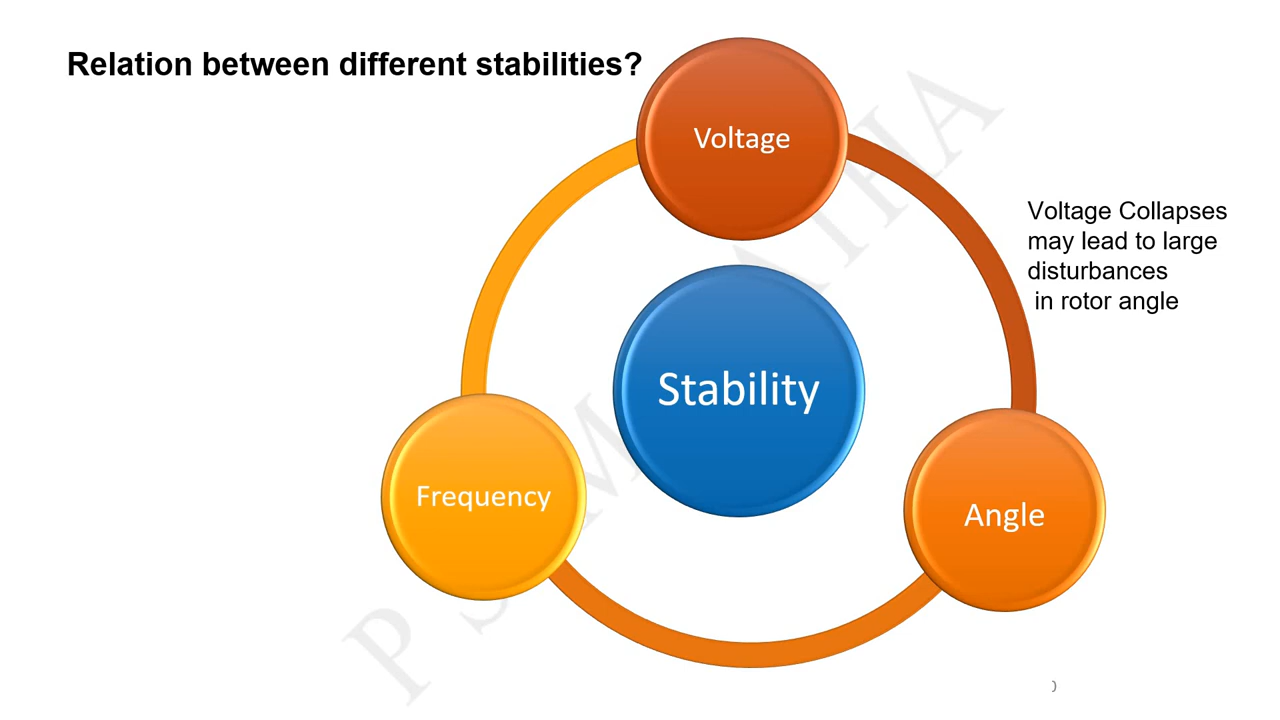 Relation between different stabilities?
Voltage
Voltage Collapses
may lead to large
disturbances
in rotor angle
Stability
Frequency
Angle